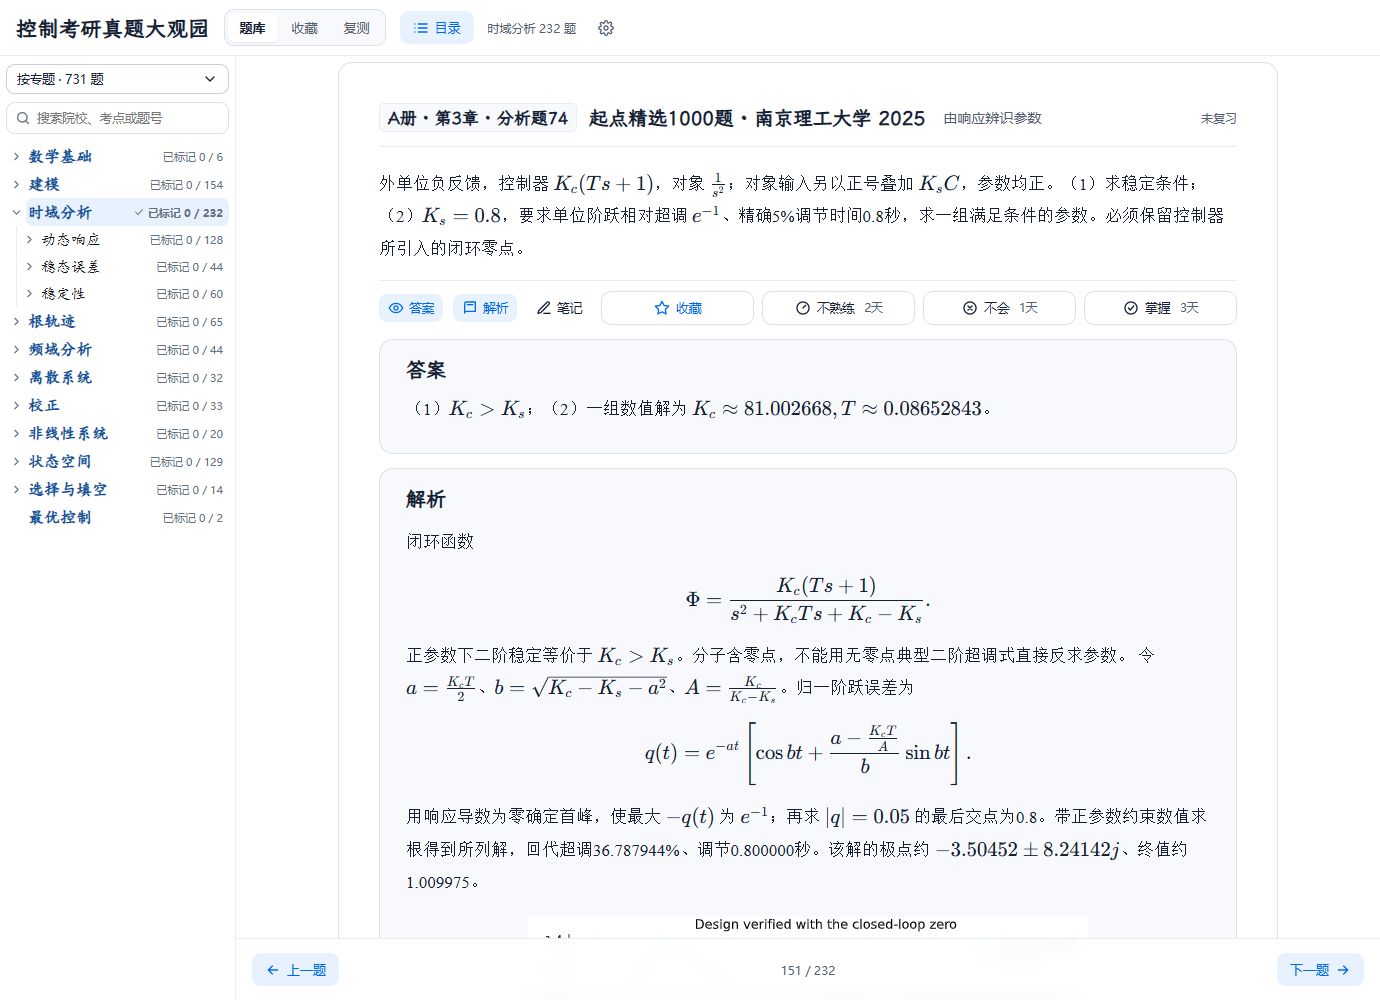 控制考研真题大观园 题库 收藏 复测 目录 时域分析 232 题
按专题 · 731 题
搜索院校、考点或题号
数学基础 已标记 0 / 6
建模 已标记 0 / 154
时域分析 已标记 0 / 232
动态响应 已标记 0 / 128
稳态误差 已标记 0 / 44
稳定性 已标记 0 / 60
根轨迹 已标记 0 / 65
频域分析 已标记 0 / 44
离散系统 已标记 0 / 32
校正 已标记 0 / 33
非线性系统 已标记 0 / 20
状态空间 已标记 0 / 129
选择与填空 已标记 0 / 14
最优控制 已标记 0 / 2
A册・第3章・分析题74 起点精选1000题・南京理工大学 2025 由响应辨识参数 未复习
外单位负反馈，控制器 $K_c(Ts+1)$，对象 $\frac{1}{s^2}$；对象输入另以正号叠加 $K_sC$，参数均正。（1）求稳定条件；
（2）$K_s = 0.8$，要求单位阶跃相对超调 $e^{-1}$、精确5%调节时间0.8秒，求一组满足条件的参数。必须保留控制器
所引入的闭环零点。
答案 解析 笔记 收藏 不熟练 2天 不会 1天 掌握 3天
答案
（1）$K_c > K_s$；（2）一组数值解为 $K_c \approx 81.002668, T \approx 0.08652843$。
解析
闭环函数
$\Phi = \frac{K_c(Ts+1)}{s^2+K_cTs+K_c-K_s}.$
正参数下二阶稳定等价于 $K_c > K_s$。分子含零点，不能用无零点典型二阶超调式直接反求参数。 令
$a = \frac{K_cT}{2}$、$b = \sqrt{K_c-K_s-a^2}$、$A = \frac{K_c}{K_c-K_s}$。归一阶跃误差为
$q(t) = e^{-at}\left[\cos bt + \frac{a-\frac{K_cT}{A}}{b}\sin bt\right].$
用响应导数为零确定首峰，使最大 $-q(t)$ 为 $e^{-1}$；再求 $|q| = 0.05$ 的最后交点为0.8。带正参数约束数值求
根得到所列解，回代超调36.787944%、调节0.800000秒。该解的极点约 $-3.50452 \pm 8.24142j$、终值约
1.009975。
Design verified with the closed-loop zero
上一题 151 / 232 下一题